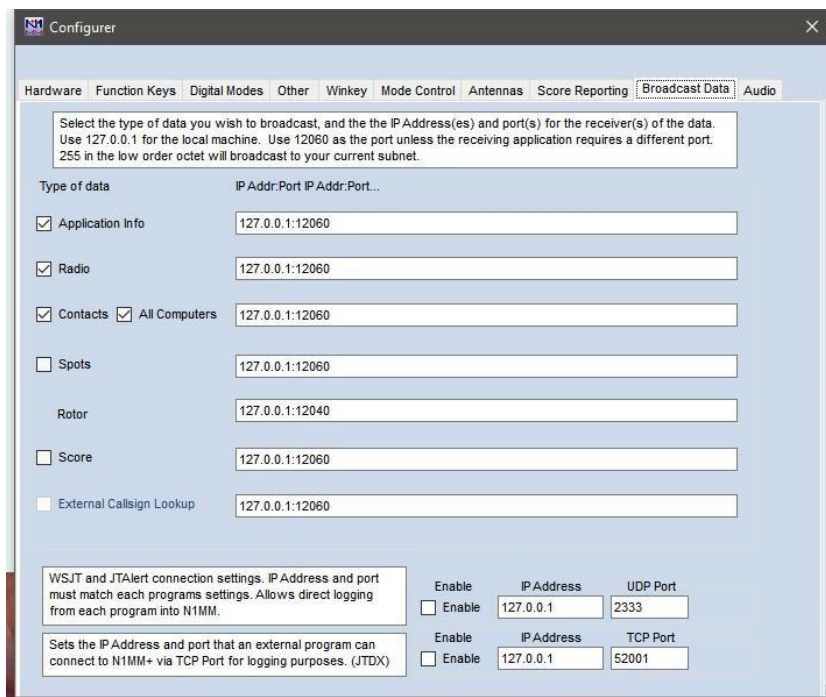 N1MM Configurer
Hardware Function Keys Digital Modes Other Winkey Mode Control Antennas Score Reporting Broadcast Data Audio
Select the type of data you wish to broadcast, and the the IP Address(es) and port(s) for the receiver(s) of the data.
Use 127.0.0.1 for the local machine. Use 12060 as the port unless the receiving application requires a different port.
255 in the low order octet will broadcast to your current subnet.
Type of data IP Addr:Port IP Addr:Port...
Application Info 127.0.0.1:12060
Radio 127.0.0.1:12060
Contacts All Computers 127.0.0.1:12060
Spots 127.0.0.1:12060
Rotor 127.0.0.1:12040
Score 127.0.0.1:12060
External Callsign Lookup 127.0.0.1:12060
WSJT and JTAlert connection settings. IP Address and port
must match each programs settings. Allows direct logging
from each program into N1MM.
Enable IP Address UDP Port
Enable 127.0.0.1 2333
Sets the IP Address and port that an external program can
connect to N1MM+ via TCP Port for logging purposes. (JTDX)
Enable IP Address TCP Port
Enable 127.0.0.1 52001